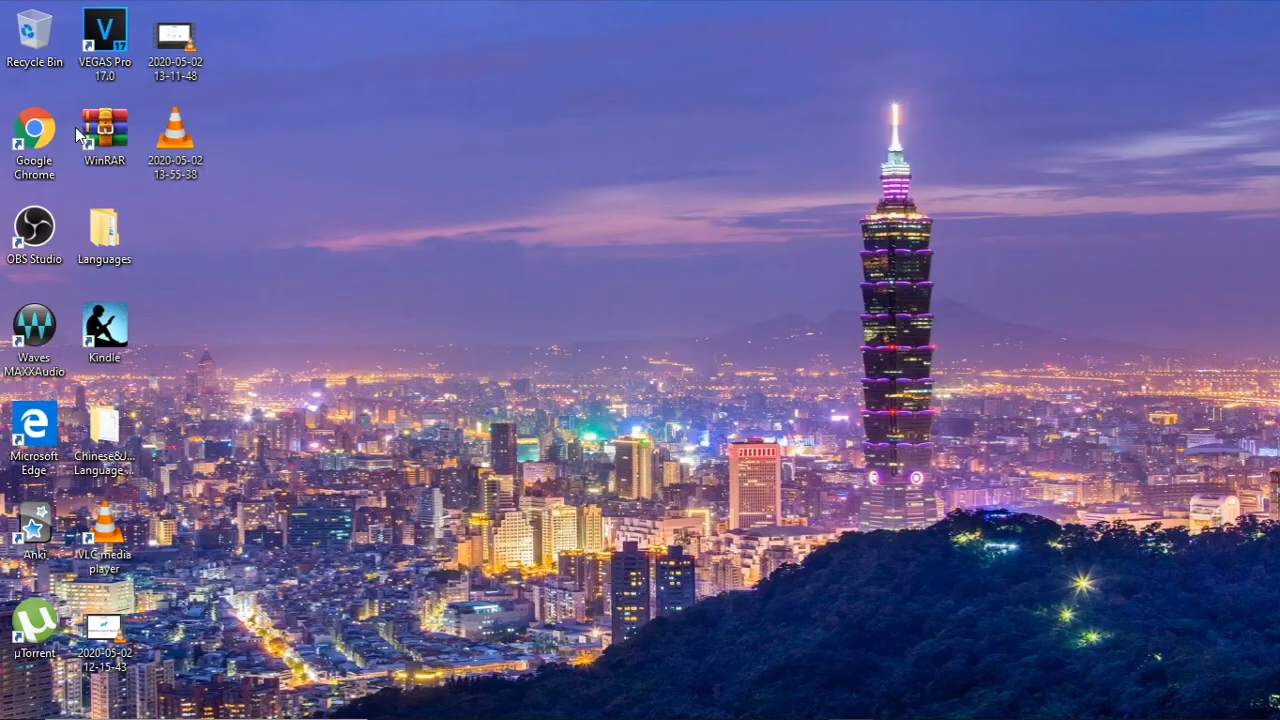 Recycle Bin
VEGAS Pro
17.0
2020-05-02
13-11-48
Google
Chrome
WinRAR
2020-05-02
13-55-38
OBS Studio
Languages
Waves
MAXXAudio
Kindle
Microsoft
Edge
Chinese&J...
Language ...
Anki
VLC media
player
µTorrent
2020-05-02
12-15-43